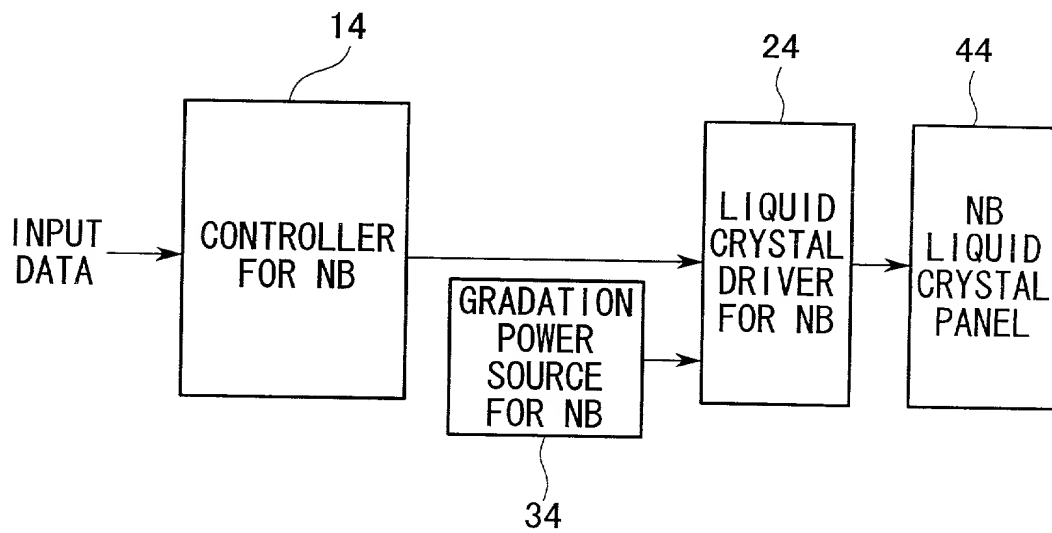 14
24
44
INPUT
DATA
CONTROLLER
FOR NB
LIQUID
CRYSTAL
DRIVER
FOR NB
NB
LIQUID
CRYSTAL
PANEL
GRADATION
POWER
SOURCE
FOR NB
34